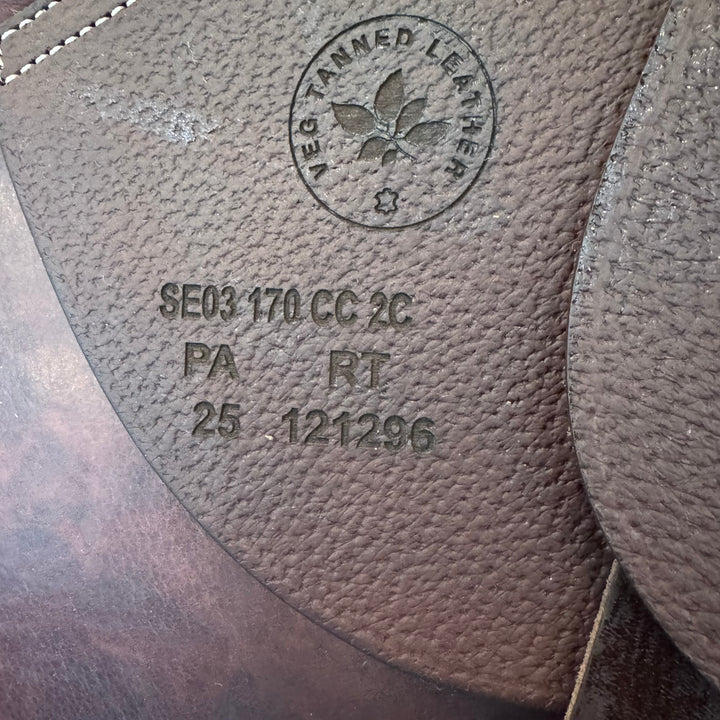 VEG TANNED LEATHER
SE03 170 CC 2C
PA RT
25 121296